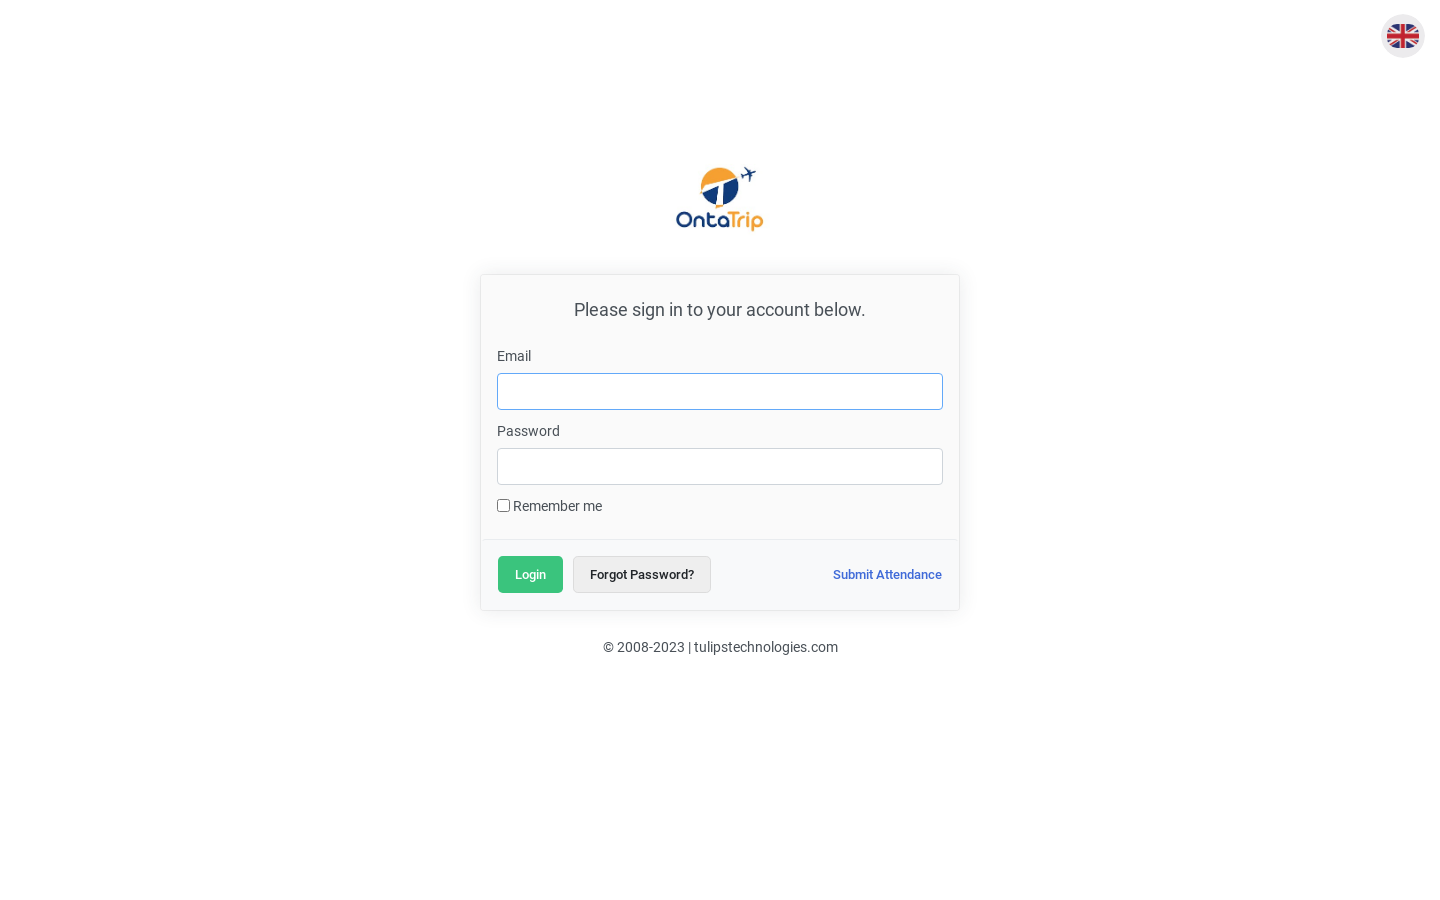 OntaTrip
Please sign in to your account below.
Email
Password
Remember me
Login
Forgot Password?
Submit Attendance
© 2008-2023 | tulipstechnologies.com